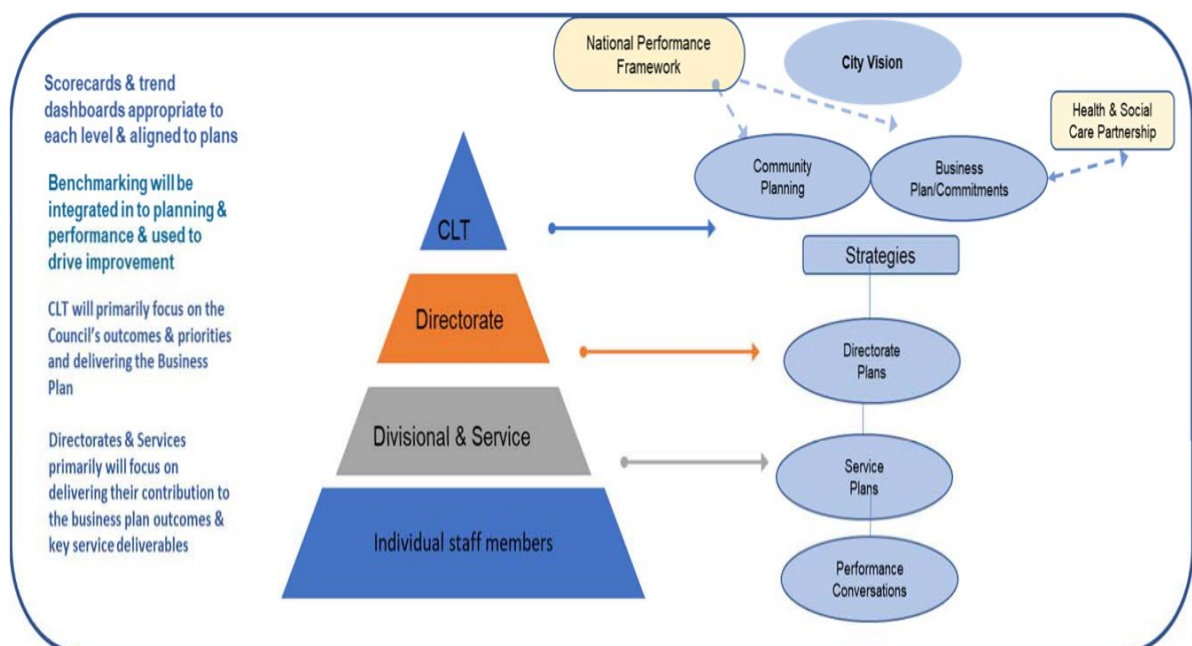 Scorecards & trend
dashboards appropriate to
each level & aligned to plans
Benchmarking will be
integrated in to planning &
performance & used to
drive improvement
CLT will primarily focus on the
Council's outcomes & priorities
and delivering the Business
Plan
Directorates & Services
primarily will focus on
delivering their contribution to
the business plan outcomes &
key service deliverables
CLT
Directorate
Divisional & Service
Individual staff members
National Performance
Framework
City Vision
Health & Social
Care Partnership
Community
Planning
Business
Plan/Commitments
Strategies
Directorate
Plans
Service
Plans
Performance
Conversations